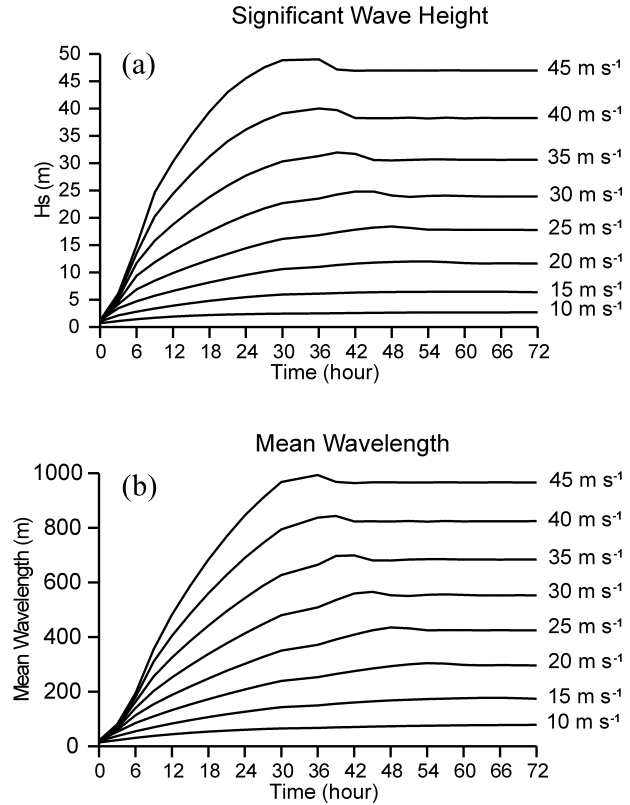 Significant Wave Height
(a)
Hs (m)
50
45
40
35
30
25
20
15
10
5
0
45 m s⁻¹
40 m s⁻¹
35 m s⁻¹
30 m s⁻¹
25 m s⁻¹
20 m s⁻¹
15 m s⁻¹
10 m s⁻¹
0 6 12 18 24 30 36 42 48 54 60 66 72
Time (hour)
Mean Wavelength
(b)
Mean Wavelength (m)
1000
800
600
400
200
0
45 m s⁻¹
40 m s⁻¹
35 m s⁻¹
30 m s⁻¹
25 m s⁻¹
20 m s⁻¹
15 m s⁻¹
10 m s⁻¹
0 6 12 18 24 30 36 42 48 54 60 66 72
Time (hour)